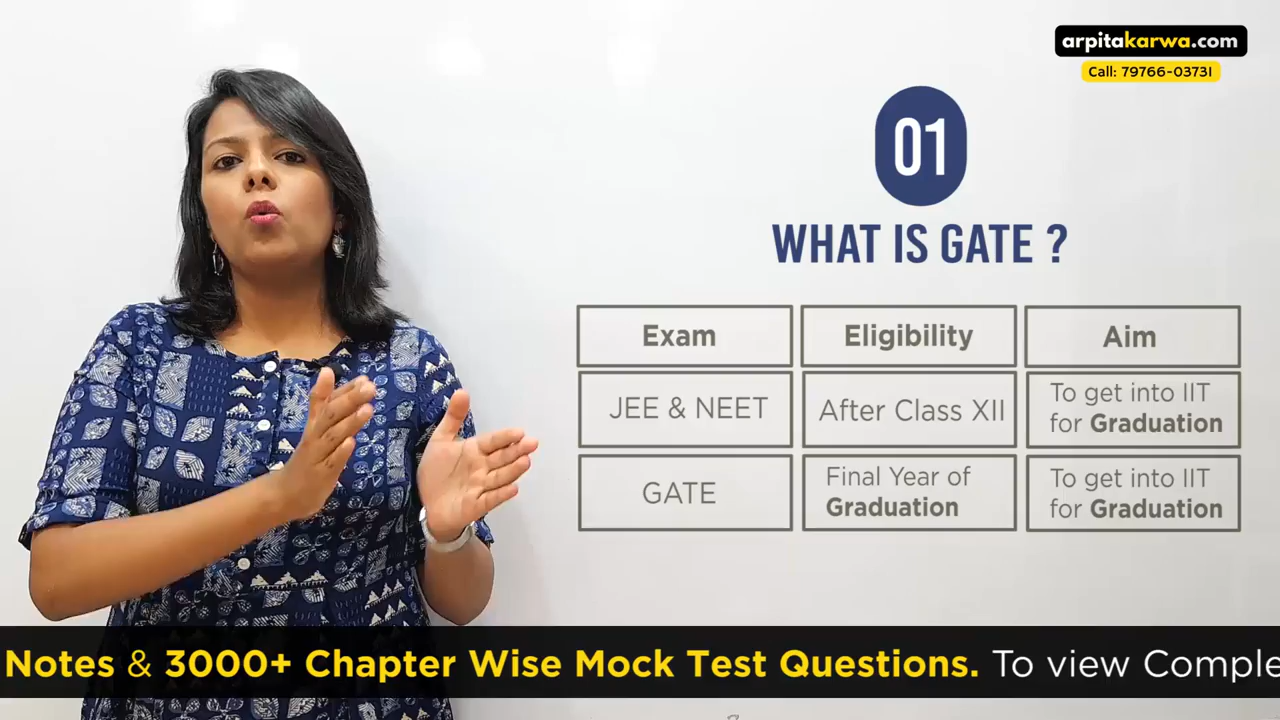 arpitakarwa.com
Call: 79766-03731
01
WHAT IS GATE ?
Exam Eligibility Aim
JEE & NEET After Class XII To get into IIT
for Graduation
GATE Final Year of
Graduation To get into IIT
for Graduation
Notes & 3000+ Chapter Wise Mock Test Questions. To view Comple